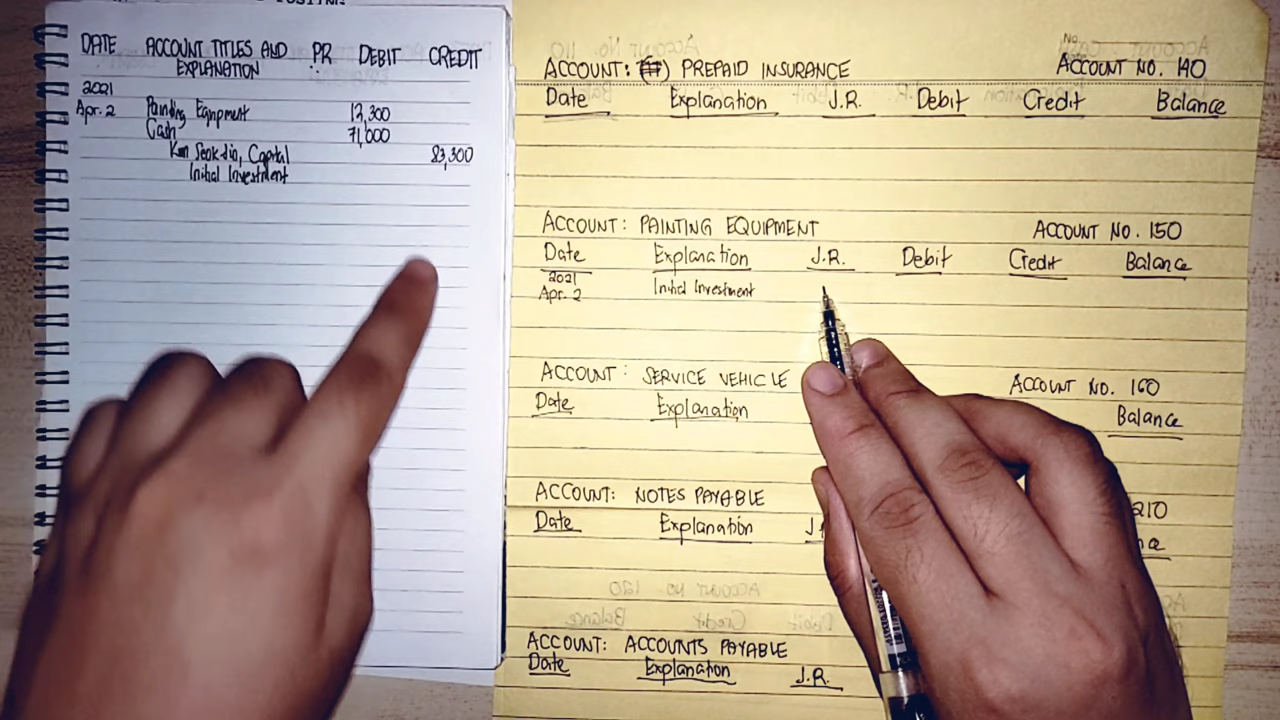 DATE ACCOUNT TITLES AND PR DEBIT CREDIT
EXPLANATION
2021
Apr. 2 Painting Equipment 12,300
Cash 71,000
Kim Seok-jin, Capital 83,300
Initial Investment
ACCOUNT: PREPAID INSURANCE ACCOUNT NO. 140
Date Explanation J.R. Debit Credit Balance
ACCOUNT: PAINTING EQUIPMENT ACCOUNT NO. 150
Date Explanation J.R. Debit Credit Balance
2021
Apr. 2 Initial Investment
ACCOUNT: SERVICE VEHICLE ACCOUNT NO. 160
Date Explanation Balance
ACCOUNT: NOTES PAYABLE 210
Date Explanation
ACCOUNT: ACCOUNTS PAYABLE
Date Explanation J.R.